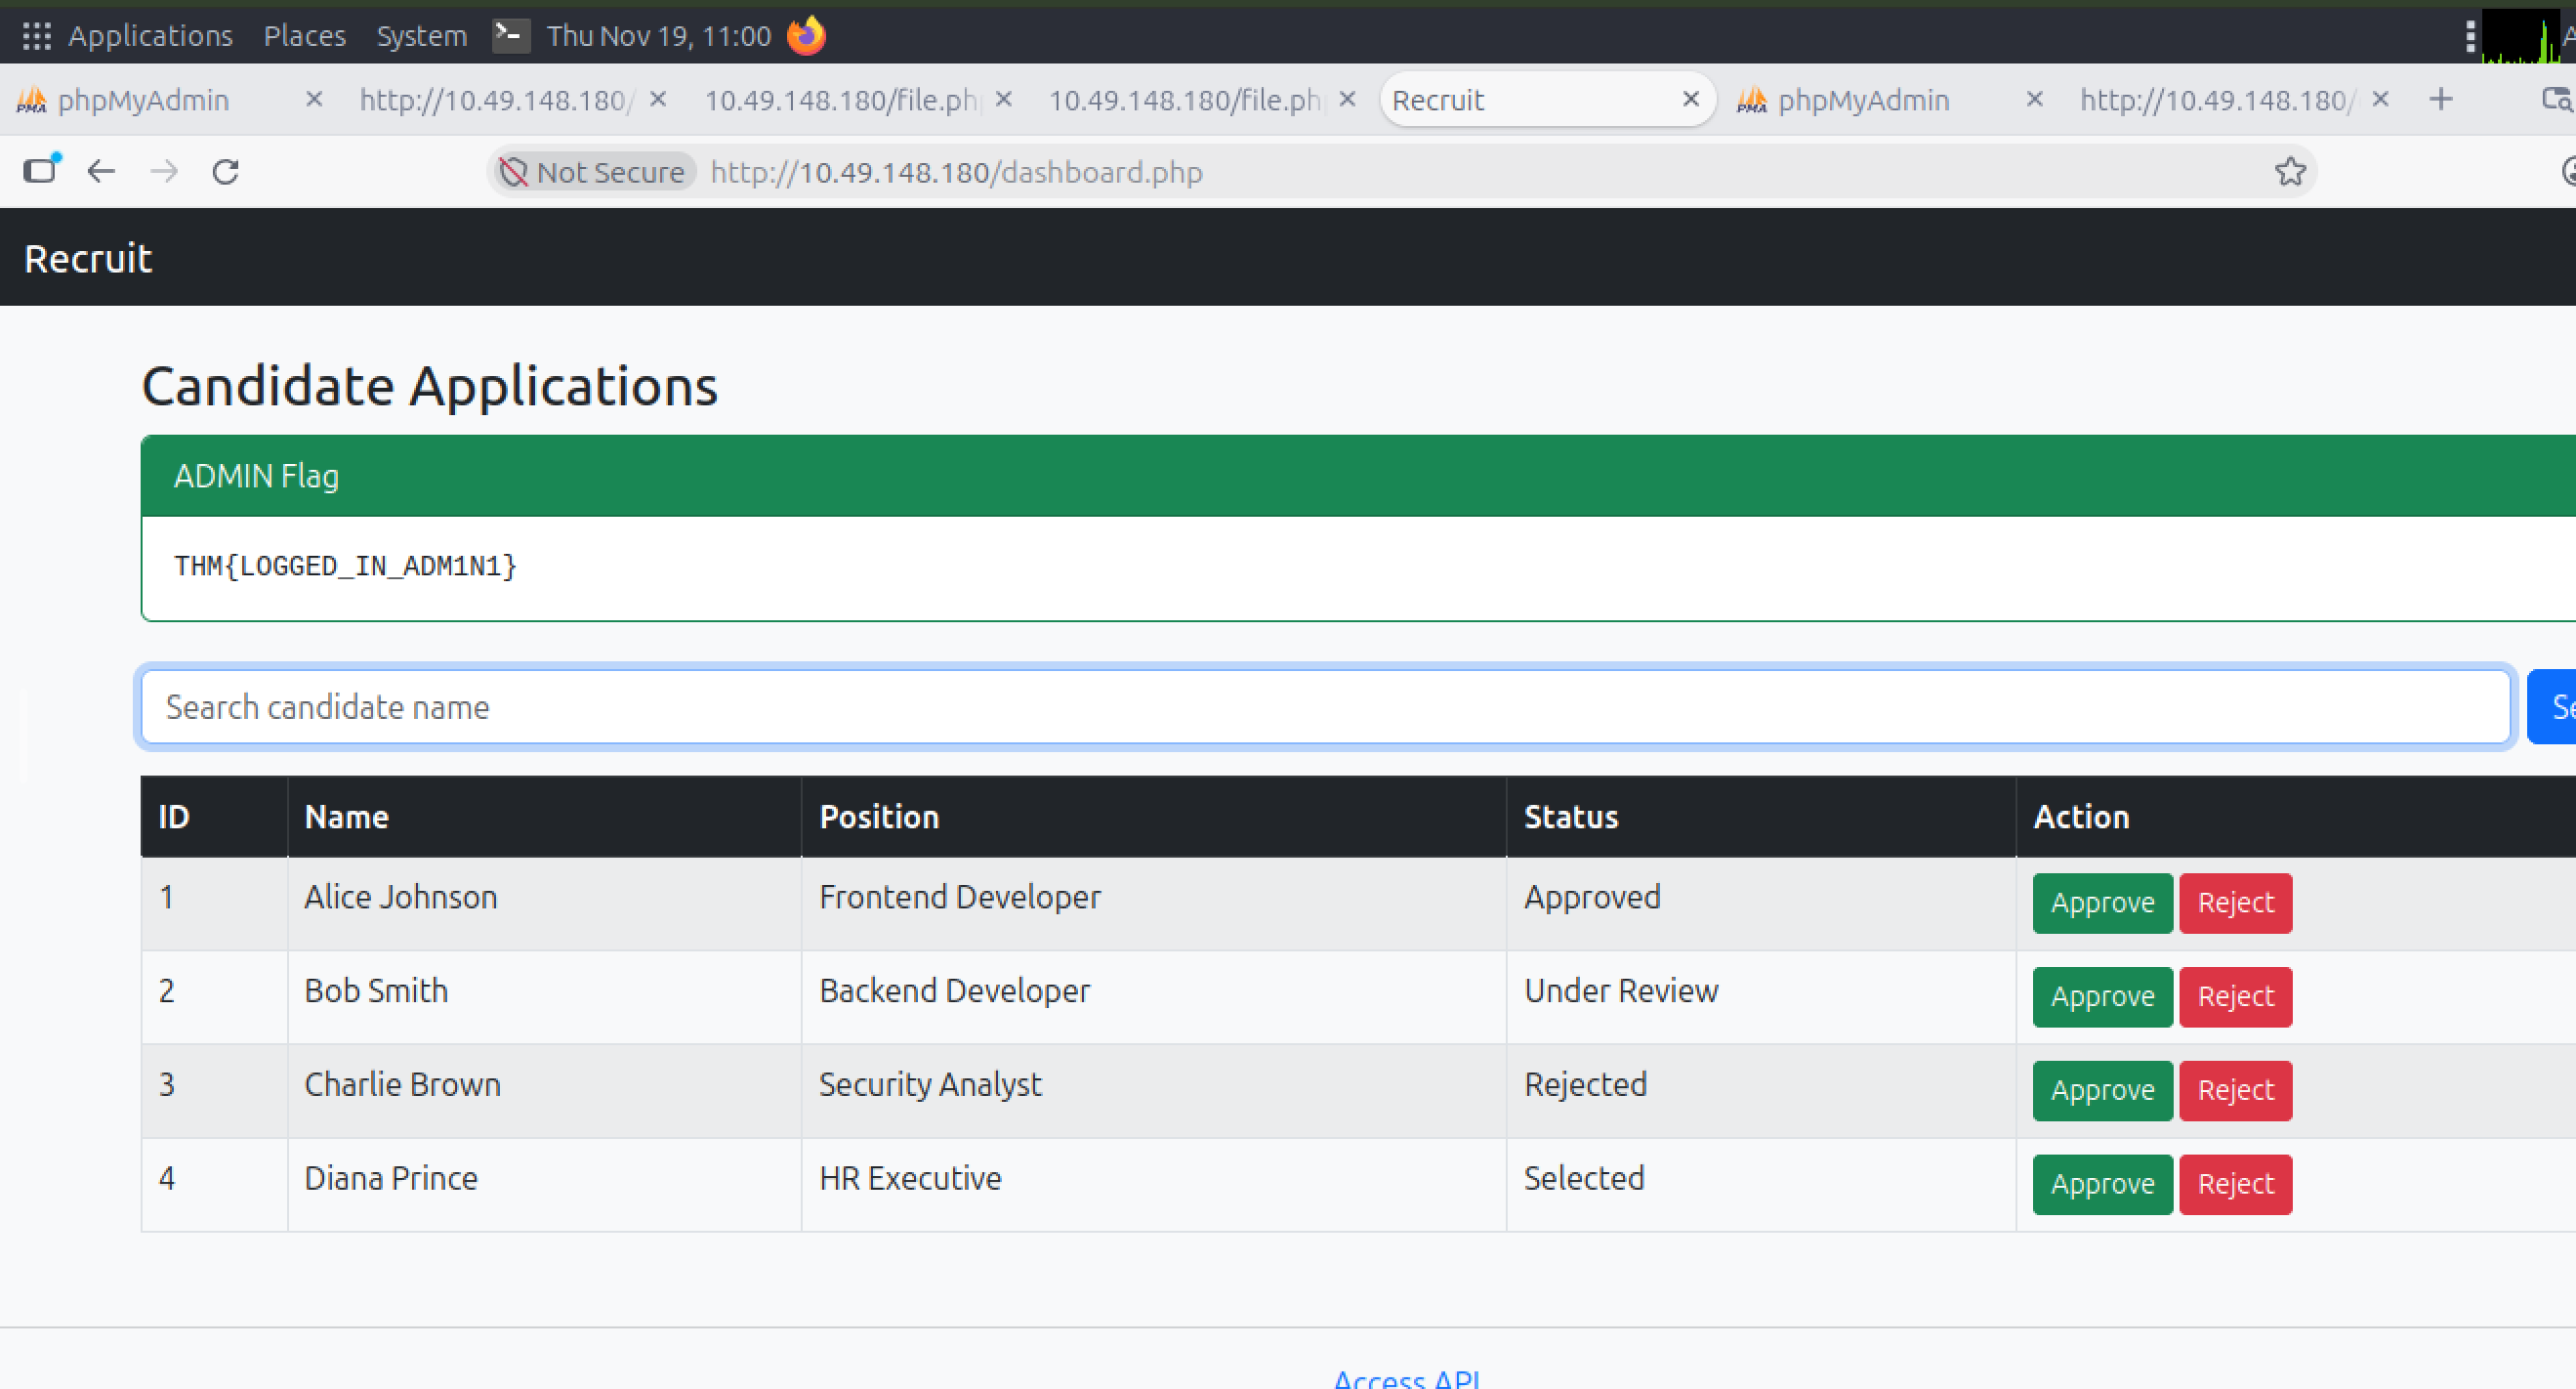 Applications Places System Thu Nov 19, 11:00
phpMyAdmin http://10.49.148.180/ 10.49.148.180/file.ph 10.49.148.180/file.ph Recruit phpMyAdmin http://10.49.148.180/
Not Secure http://10.49.148.180/dashboard.php
Recruit
Candidate Applications
ADMIN Flag
THM{LOGGED_IN_ADM1N1}
Search candidate name Se
ID Name Position Status Action
1 Alice Johnson Frontend Developer Approved Approve Reject
2 Bob Smith Backend Developer Under Review Approve Reject
3 Charlie Brown Security Analyst Rejected Approve Reject
4 Diana Prince HR Executive Selected Approve Reject
Access API